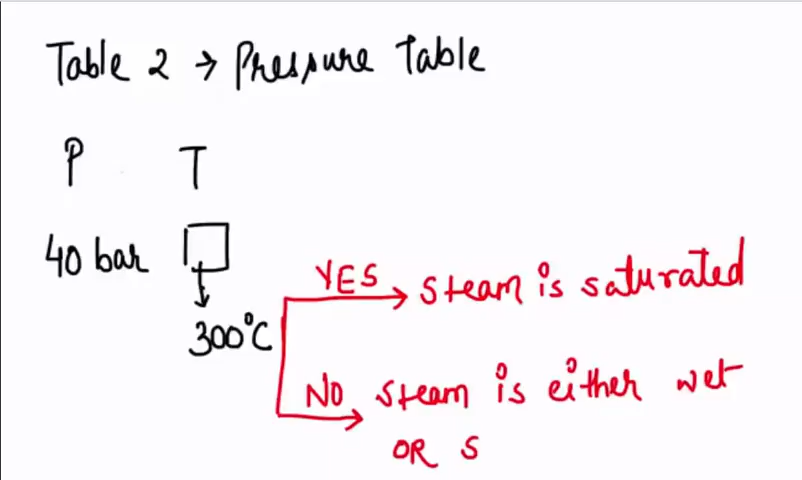 Table 2 → Pressure Table
P T
40 bar
300°C
YES Steam is saturated
NO Steam is either wet
OR S